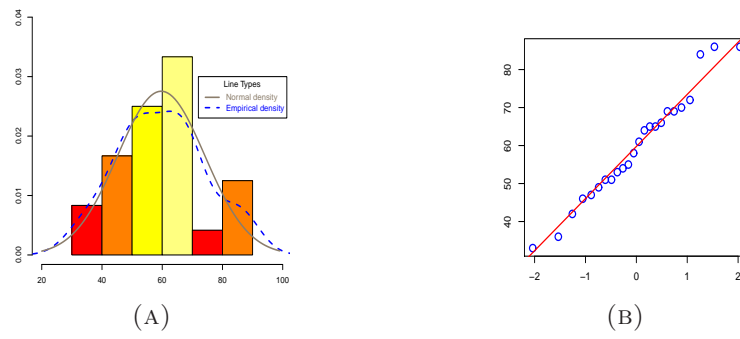 0.04
0.03
0.02
0.01
0.00
20 40 60 80 100
Line Types
Normal density
Empirical density
(A)
80
70
60
50
40
−2 −1 0 1 2
(B)